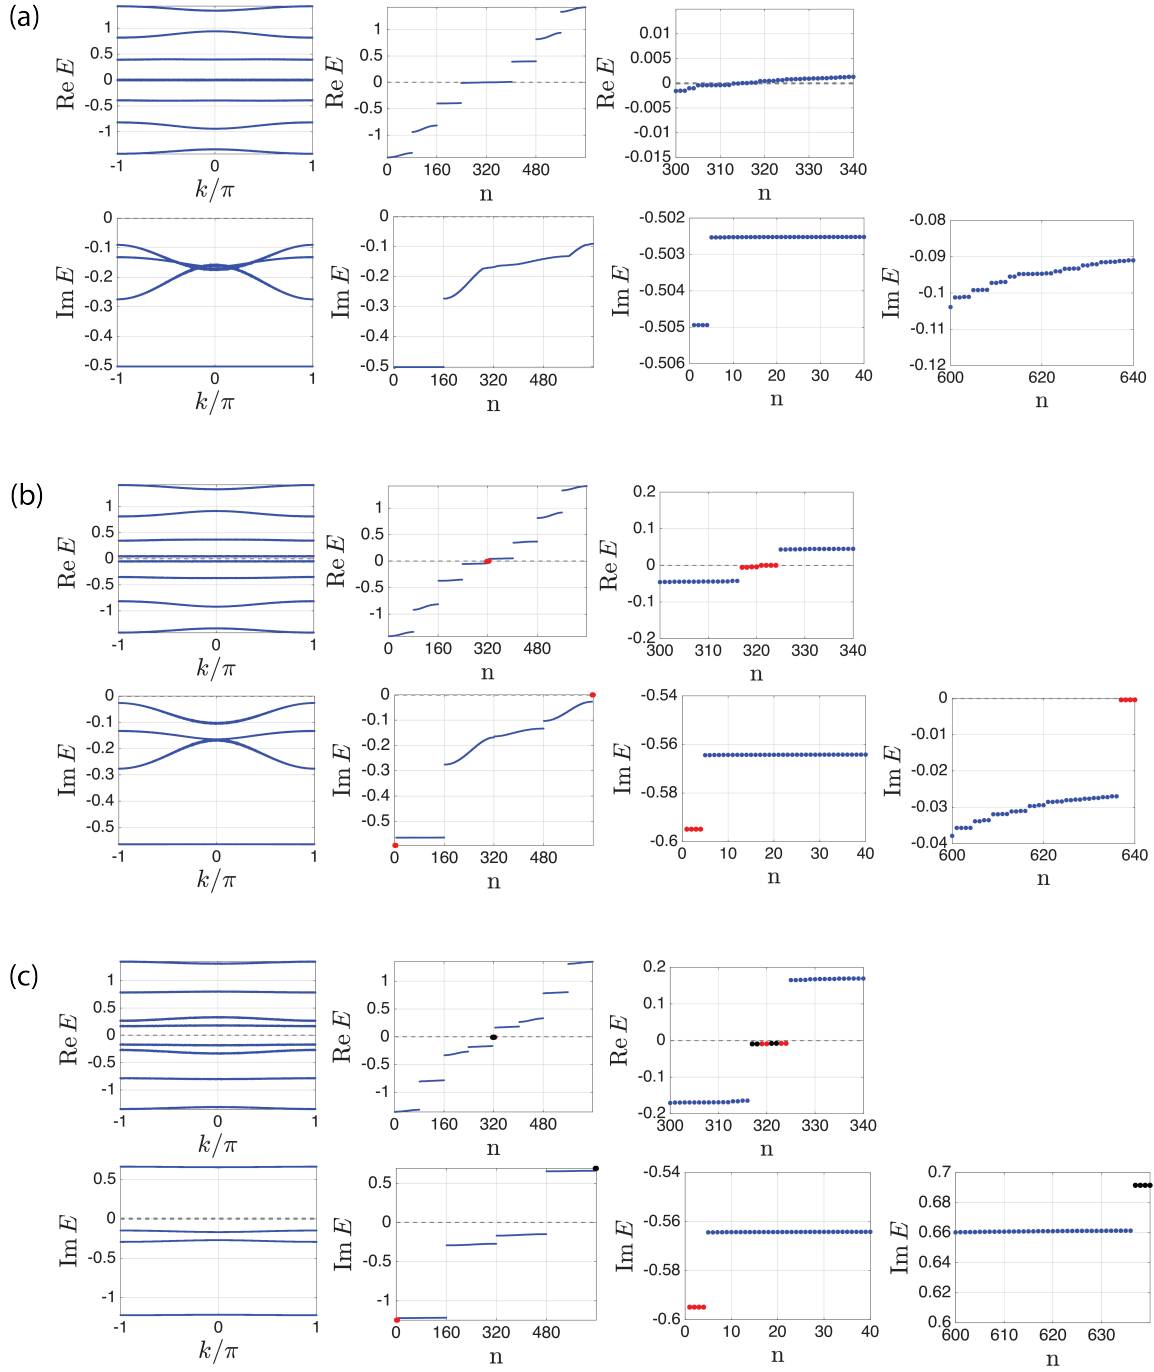 (a)
1
0.5
0
-0.5
-1
Re E
-1 0 1
k/π
1
0.5
0
-0.5
-1
Re E
0 160 320 480
n
0.01
0.005
0
-0.005
-0.01
-0.015
Re E
300 310 320 330 340
n
0
-0.1
-0.2
-0.3
-0.4
-0.5
Im E
-1 0 1
k/π
0
-0.1
-0.2
-0.3
-0.4
-0.5
Im E
0 160 320 480
n
-0.502
-0.503
-0.504
-0.505
-0.506
Im E
0 10 20 30 40
n
-0.08
-0.09
-0.1
-0.11
-0.12
Im E
600 620 640
n
(b)
1
0.5
0
-0.5
-1
Re E
-1 0 1
k/π
1
0.5
0
-0.5
-1
Re E
0 160 320 480
n
0.2
0.1
0
-0.1
-0.2
Re E
300 310 320 330 340
n
0
-0.1
-0.2
-0.3
-0.4
-0.5
Im E
-1 0 1
k/π
0
-0.1
-0.2
-0.3
-0.4
-0.5
Im E
0 160 320 480
n
-0.54
-0.56
-0.58
-0.6
Im E
0 10 20 30 40
n
0
-0.01
-0.02
-0.03
-0.04
Im E
600 620 640
n
(c)
1
0.5
0
-0.5
-1
Re E
-1 0 1
k/π
1
0.5
0
-0.5
-1
Re E
0 160 320 480
n
0.2
0.1
0
-0.1
-0.2
Re E
300 310 320 330 340
n
0.5
0
-0.5
-1
Im E
-1 0 1
k/π
0.5
0
-0.5
-1
Im E
0 160 320 480
n
-0.54
-0.56
-0.58
-0.6
Im E
0 10 20 30 40
n
0.7
0.68
0.66
0.64
0.62
0.6
Im E
600 610 620 630
n